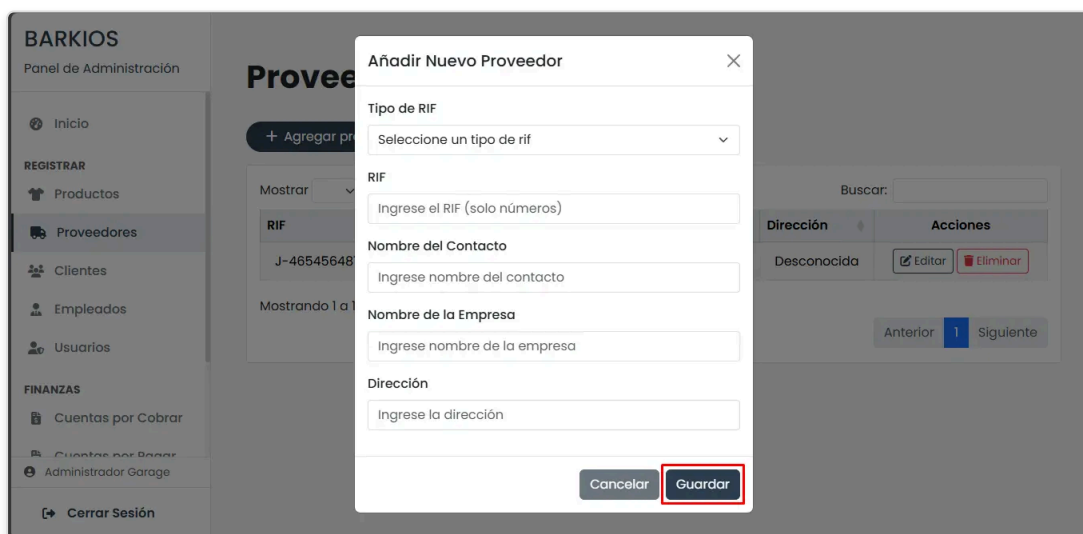 BARKIOS
Panel de Administración
Inicio
REGISTRAR
Productos
Proveedores
Clientes
Empleados
Usuarios
FINANZAS
Cuentas por Cobrar
Cuentas por Pagar
Administrador Garage
Cerrar Sesión
Provee
+ Agregar pr
Mostrar
Buscar:
RIF
Dirección
Acciones
J-46545648
Desconocida
Editar
Eliminar
Mostrando 1 a 1
Anterior 1 Siguiente
Añadir Nuevo Proveedor
Tipo de RIF
Seleccione un tipo de rif
RIF
Ingrese el RIF (solo números)
Nombre del Contacto
Ingrese nombre del contacto
Nombre de la Empresa
Ingrese nombre de la empresa
Dirección
Ingrese la dirección
Cancelar
Guardar